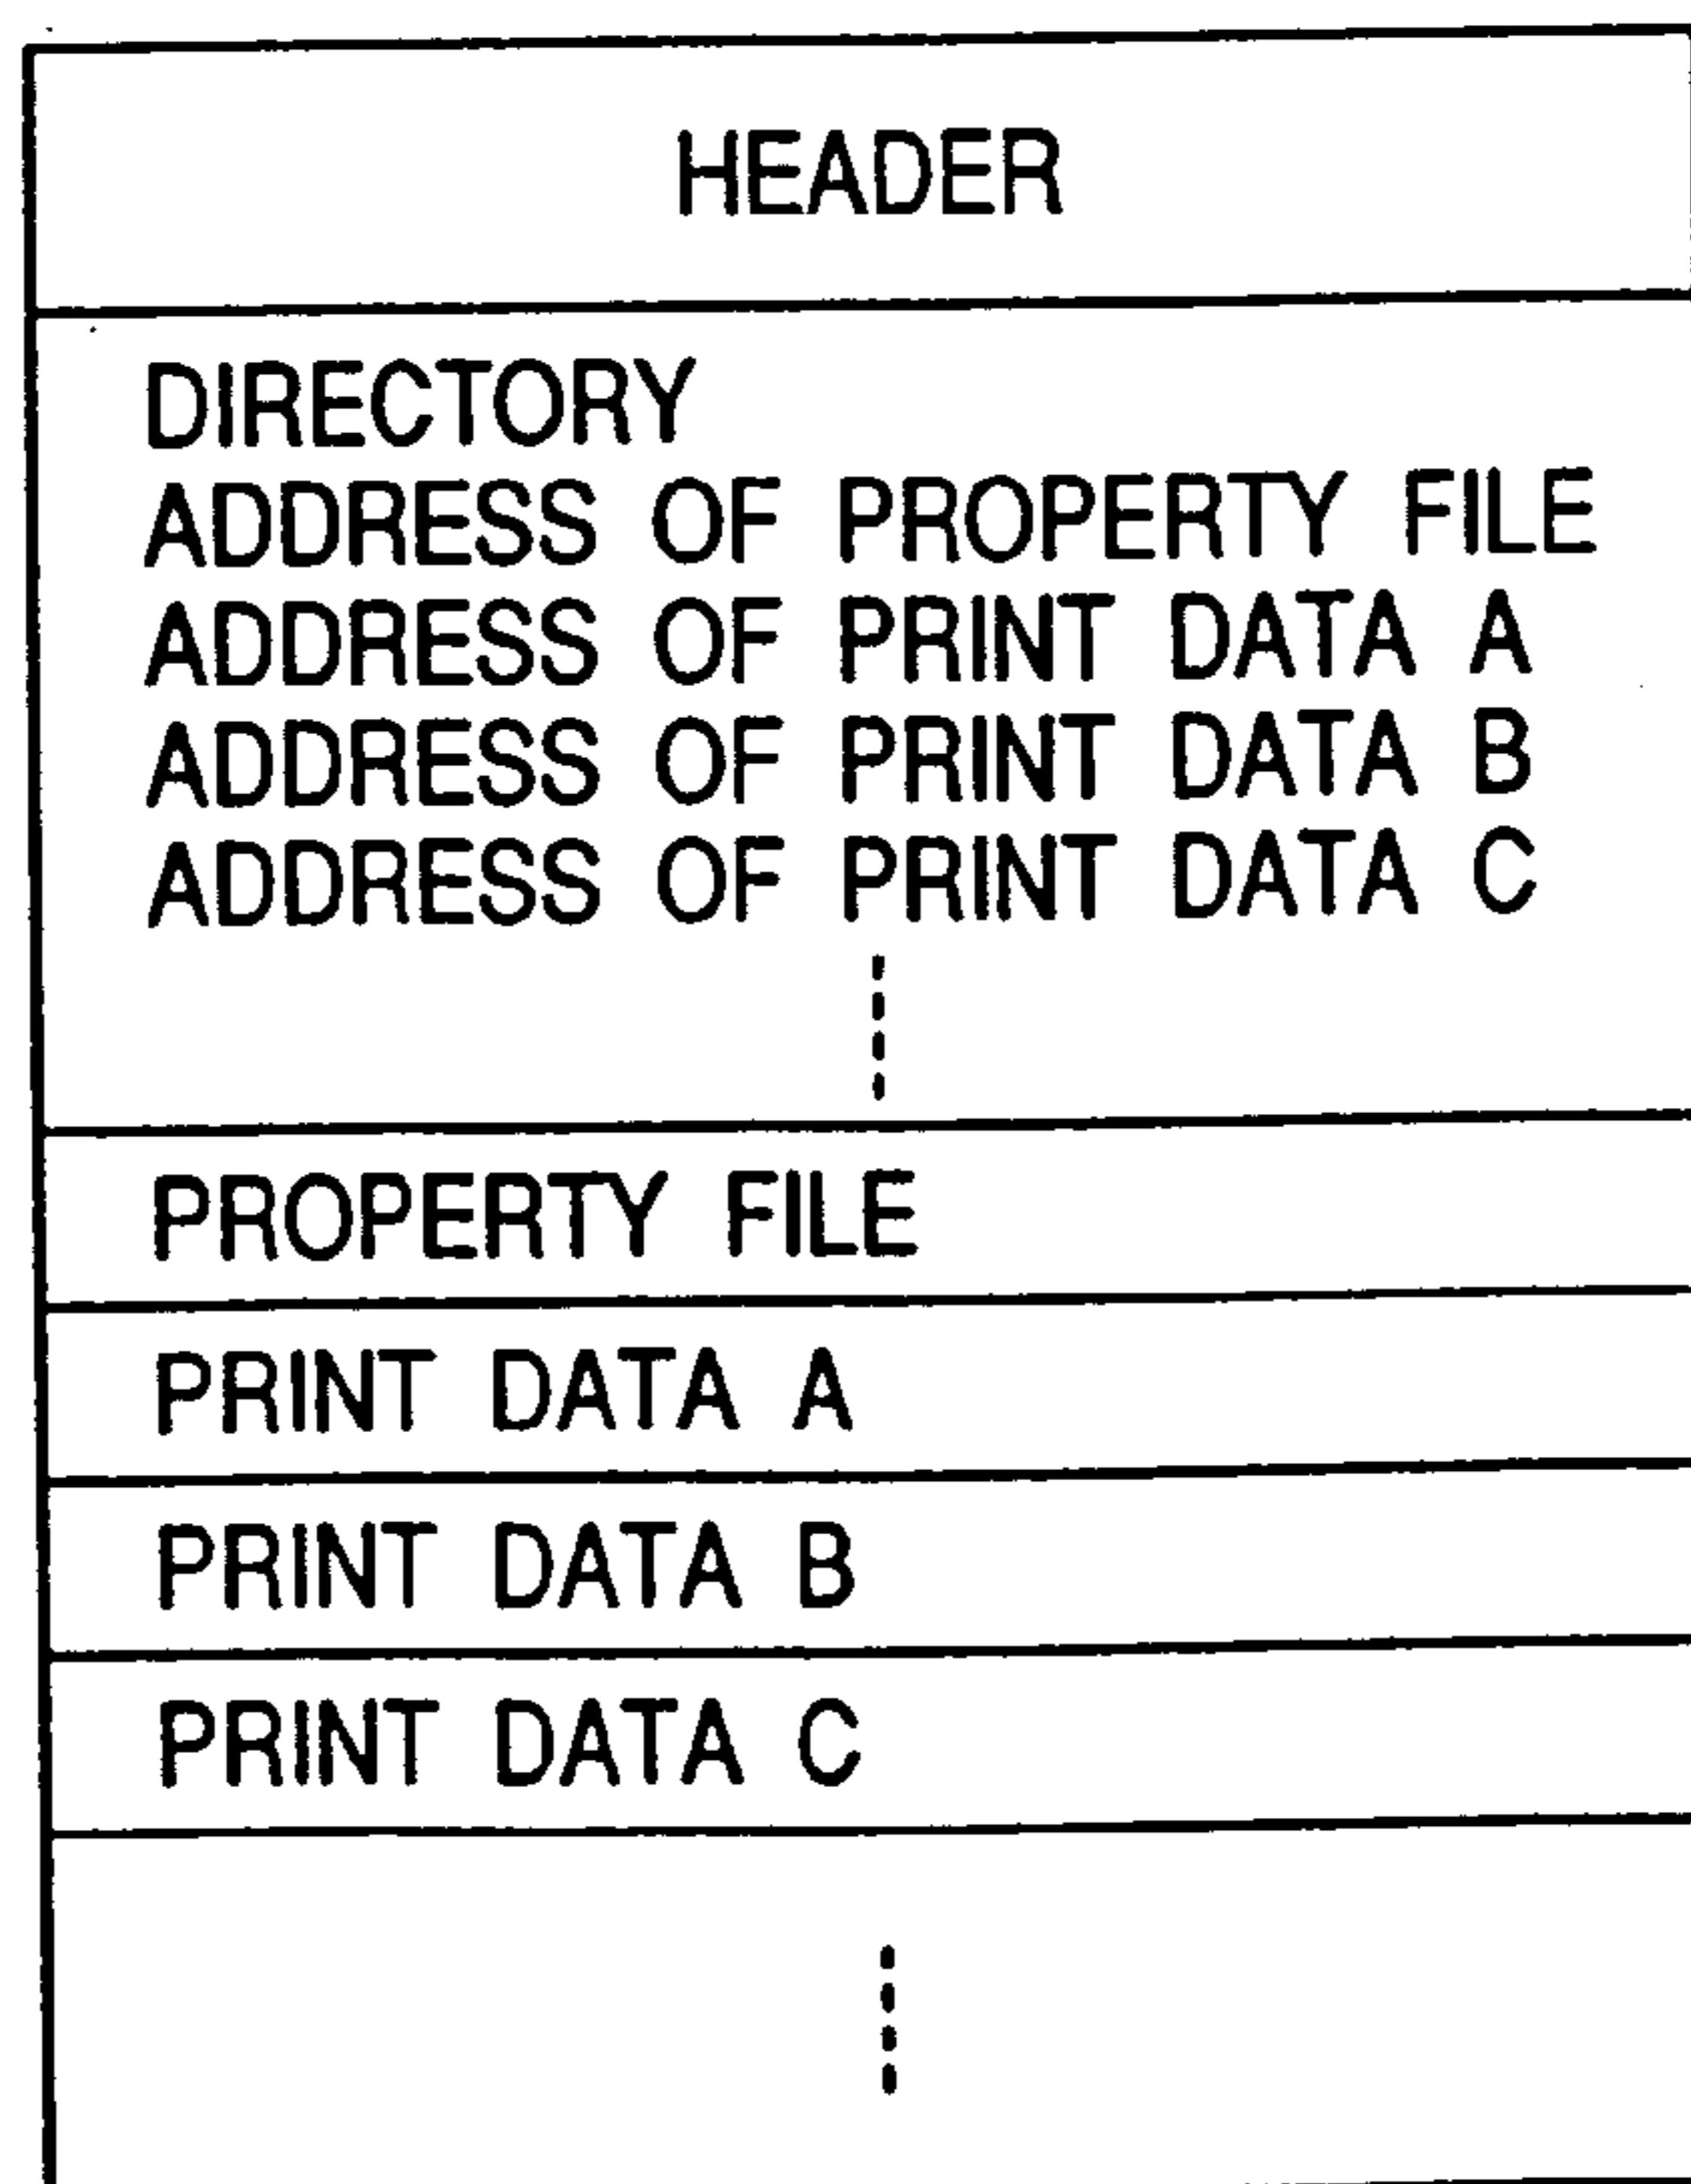 HEADER
DIRECTORY
ADDRESS OF PROPERTY FILE
ADDRESS OF PRINT DATA A
ADDRESS OF PRINT DATA B
ADDRESS OF PRINT DATA C
PROPERTY FILE
PRINT DATA A
PRINT DATA B
PRINT DATA C